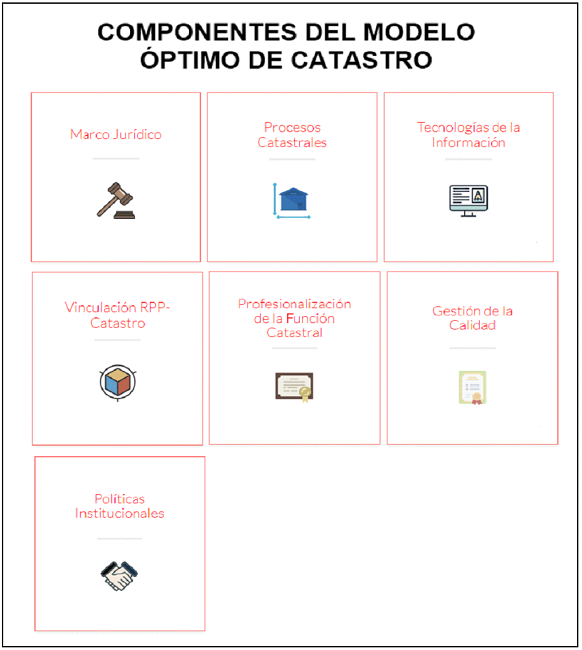 COMPONENTES DEL MODELO
ÓPTIMO DE CATASTRO
Marco Jurídico
Procesos
Catastrales
Tecnologías de la
Información
Vinculación RPP-
Catastro
Profesionalización
de la Función
Catastral
Gestión de la
Calidad
Políticas
Institucionales